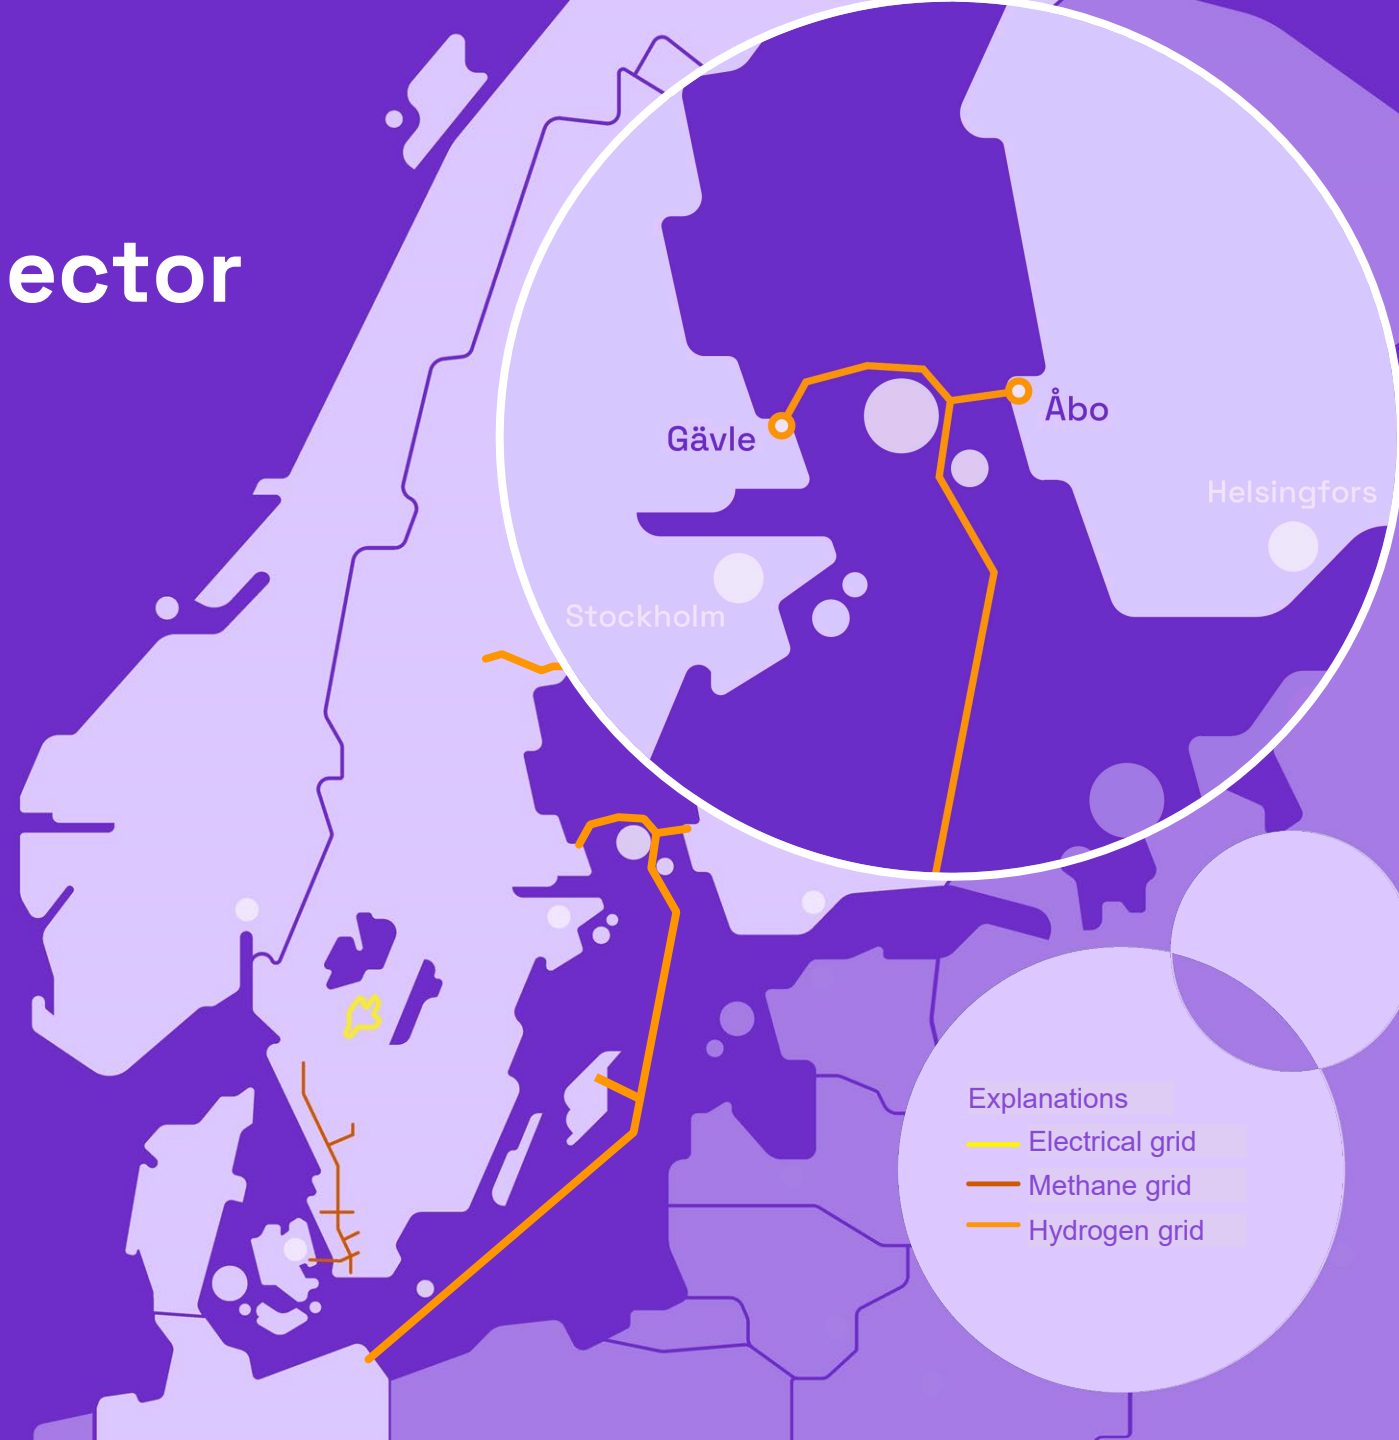 ector
Gävle
Åbo
Helsingfors
Stockholm
Explanations
Electrical grid
Methane grid
Hydrogen grid